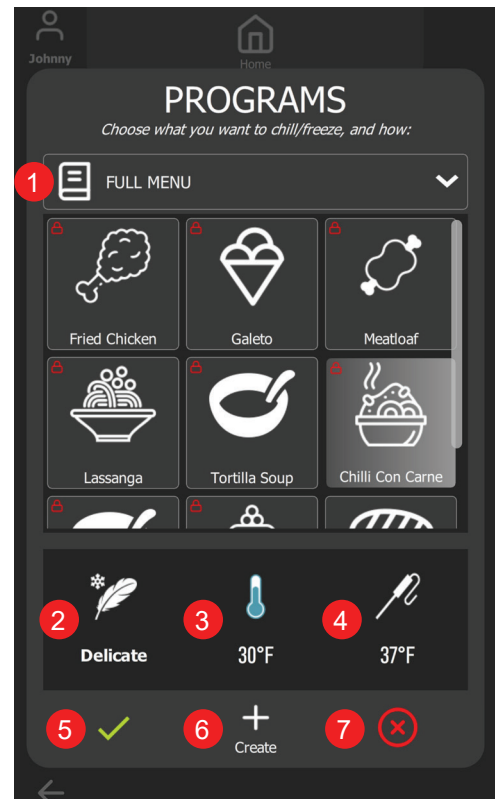 Johnny
Home
PROGRAMS
Choose what you want to chill/freeze, and how:
1 FULL MENU
Fried Chicken Galeto Meatloaf
Lassanga Tortilla Soup Chilli Con Carne
2 3 4
Delicate 30°F 37°F
5 6 7
Create